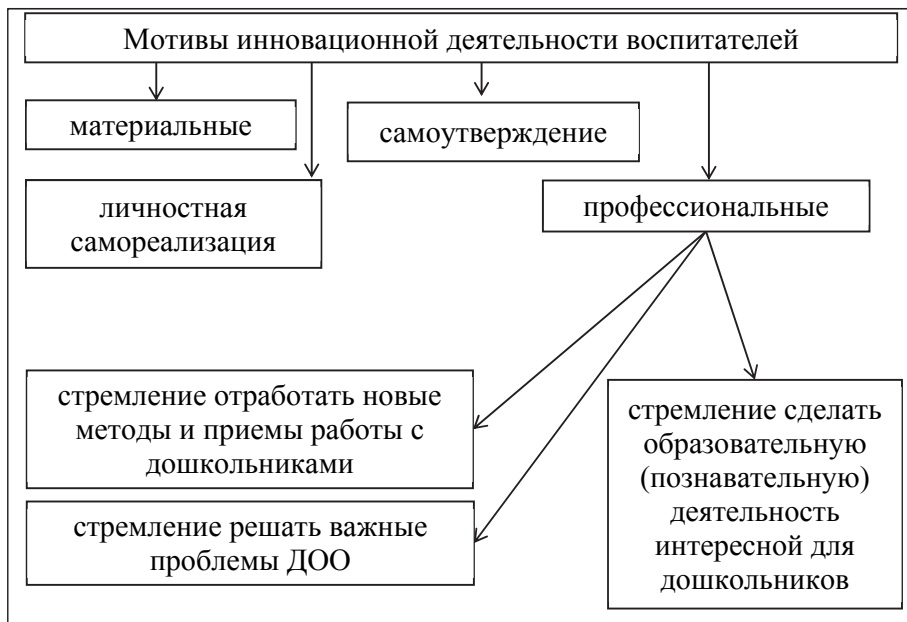 Мотивы инновационной деятельности воспитателей
материальные
самоутверждение
личностная
самореализация
профессиональные
стремление отработать новые
методы и приемы работы с
дошкольниками
стремление решать важные
проблемы ДОО
стремление сделать
образовательную
(познавательную)
деятельность
интересной для
дошкольников